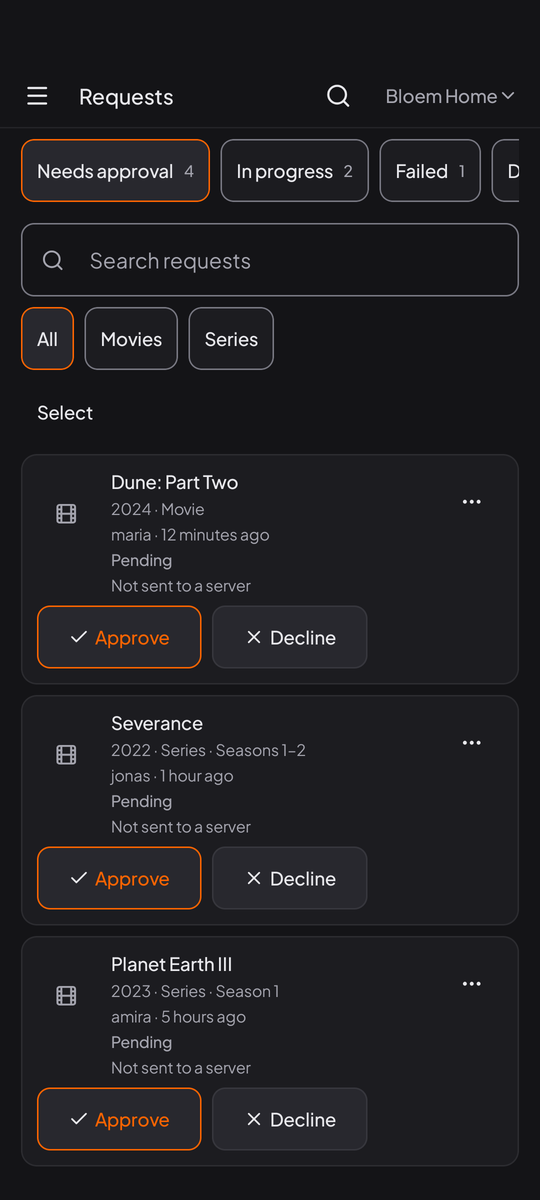 Requests
Bloem Home
Needs approval 4
In progress 2
Failed 1
D
Search requests
All
Movies
Series
Select
Dune: Part Two
2024 · Movie
maria · 12 minutes ago
Pending
Not sent to a server
Approve
Decline
Severance
2022 · Series · Seasons 1–2
jonas · 1 hour ago
Pending
Not sent to a server
Approve
Decline
Planet Earth III
2023 · Series · Season 1
amira · 5 hours ago
Pending
Not sent to a server
Approve
Decline